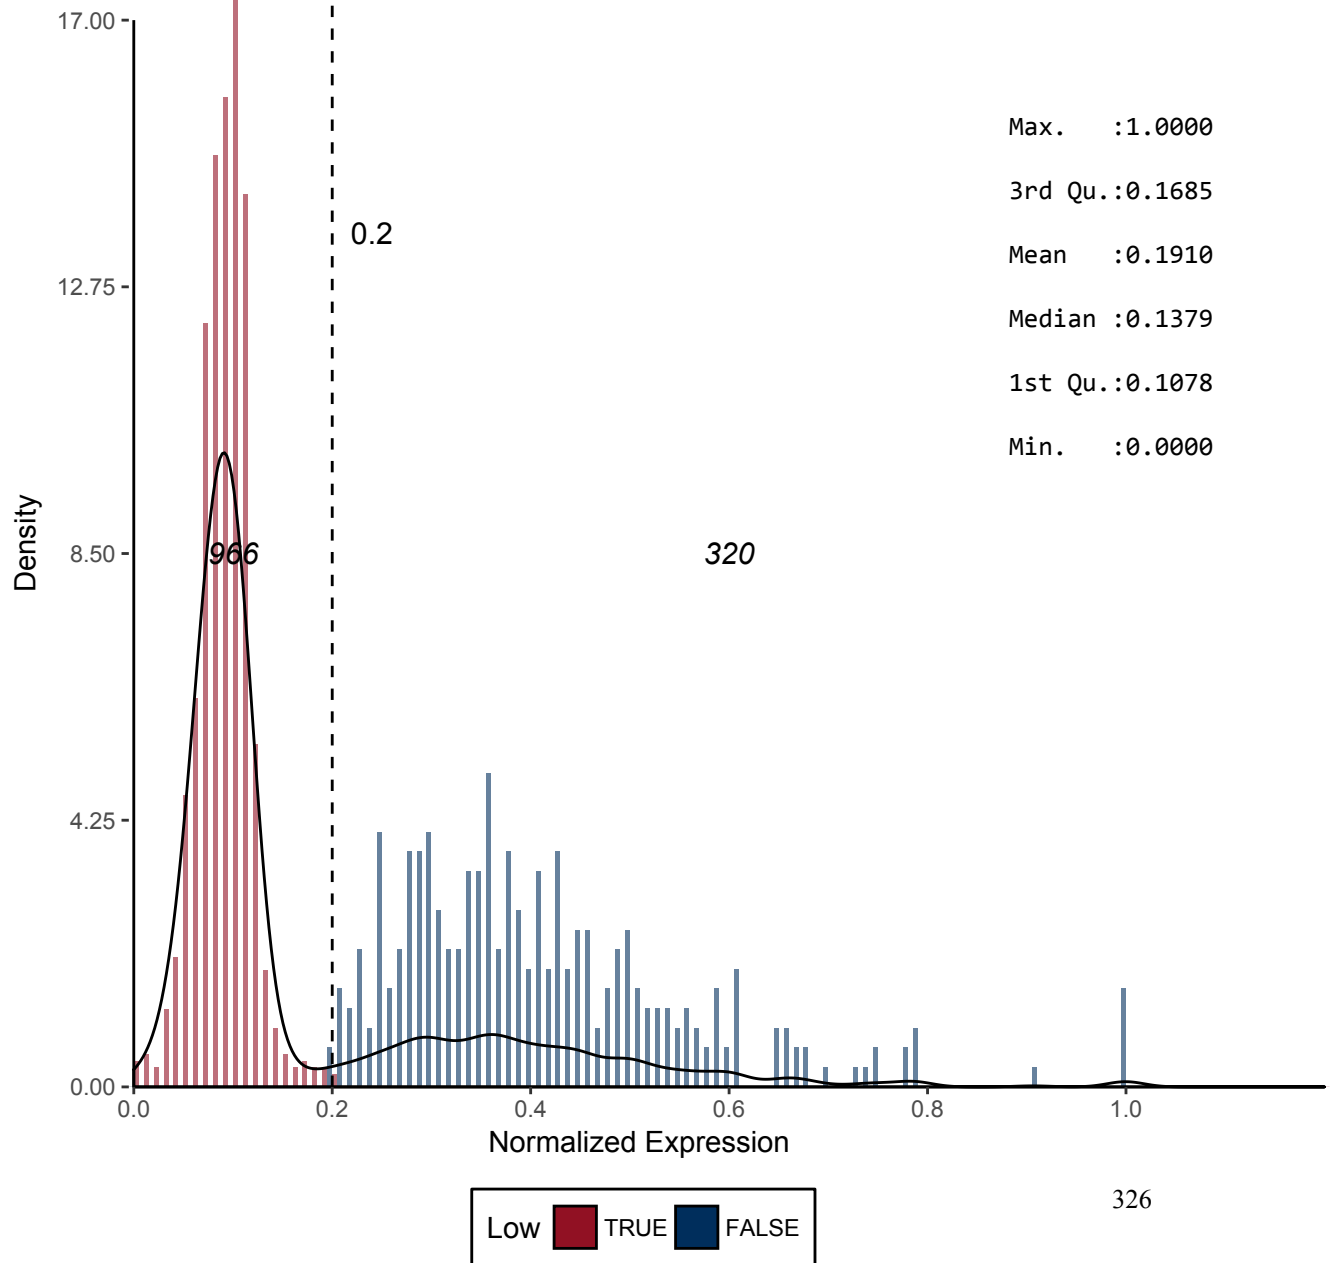 17.00
12.75
8.50
4.25
0.00
Density
0.2
966
320
Max. :1.0000
3rd Qu.:0.1685
Mean :0.1910
Median :0.1379
1st Qu.:0.1078
Min. :0.0000
0.0 0.2 0.4 0.6 0.8 1.0
Normalized Expression
Low TRUE FALSE
326